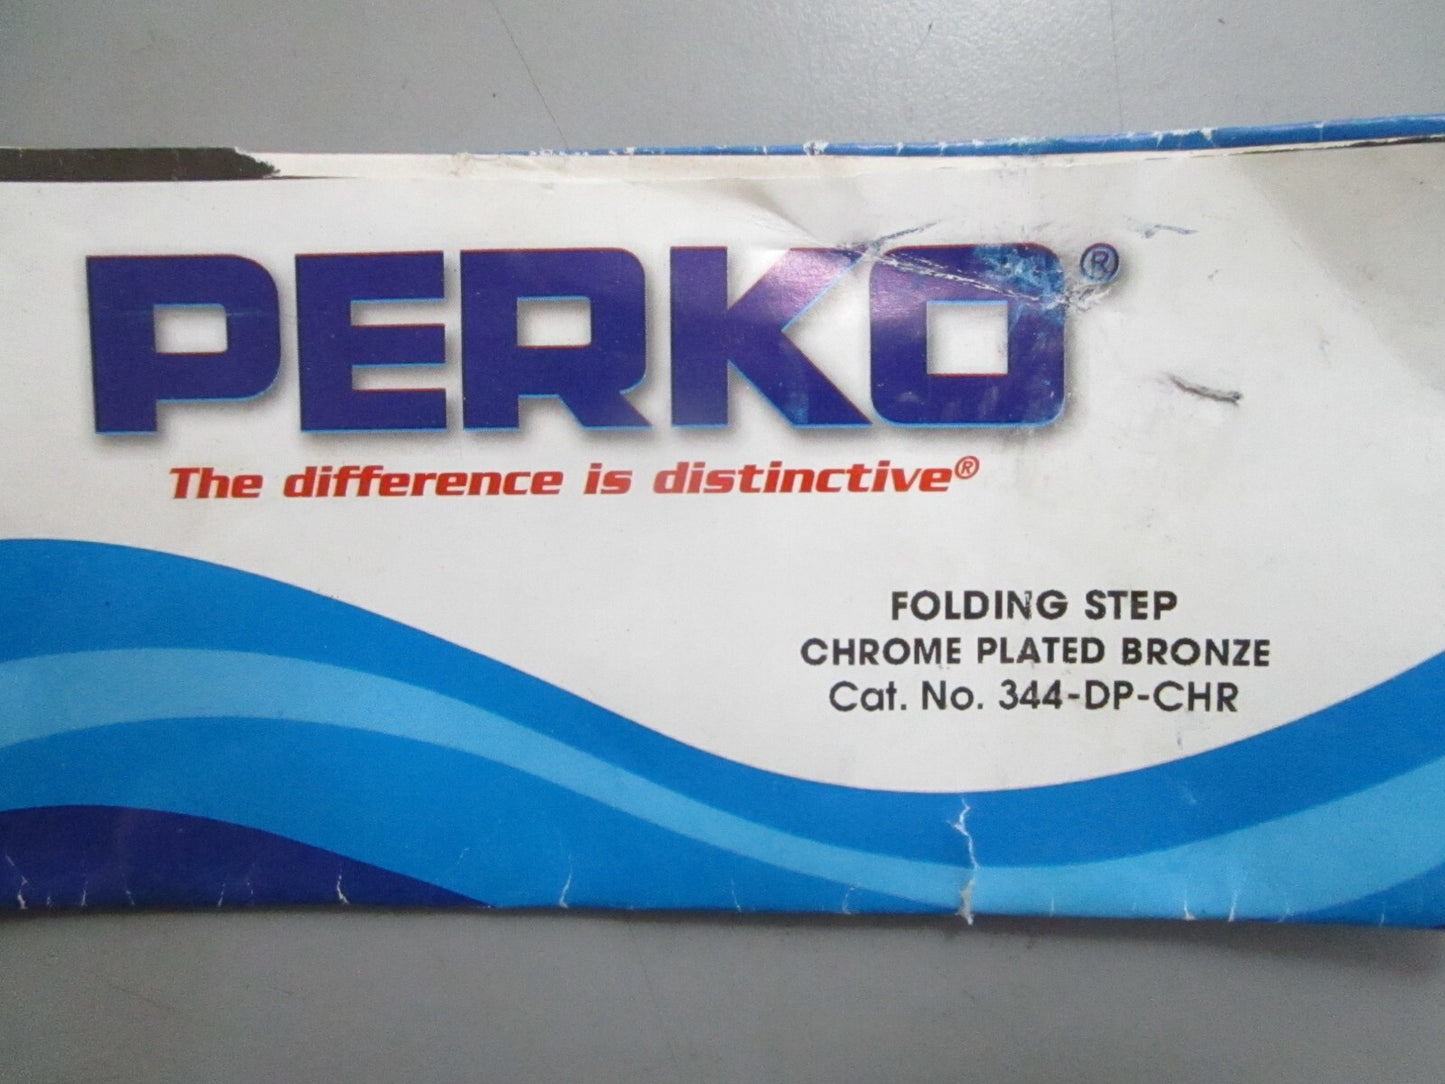 PERKO®
The difference is distinctive®
FOLDING STEP
CHROME PLATED BRONZE
Cat. No. 344-DP-CHR